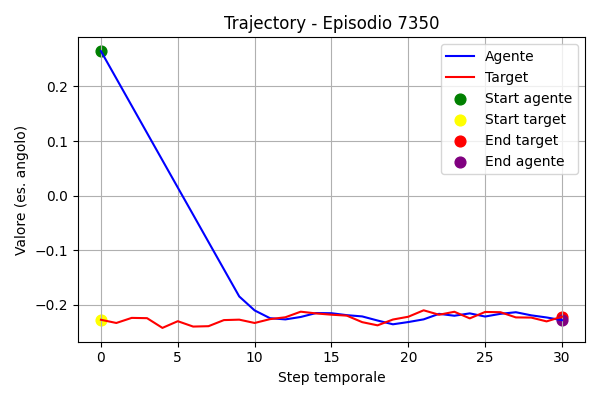 Trajectory - Episodio 7350
Valore (es. angolo)
0.2
0.1
0.0
−0.1
−0.2
0
5
10
15
20
25
30
Step temporale
Agente
Target
Start agente
Start target
End target
End agente